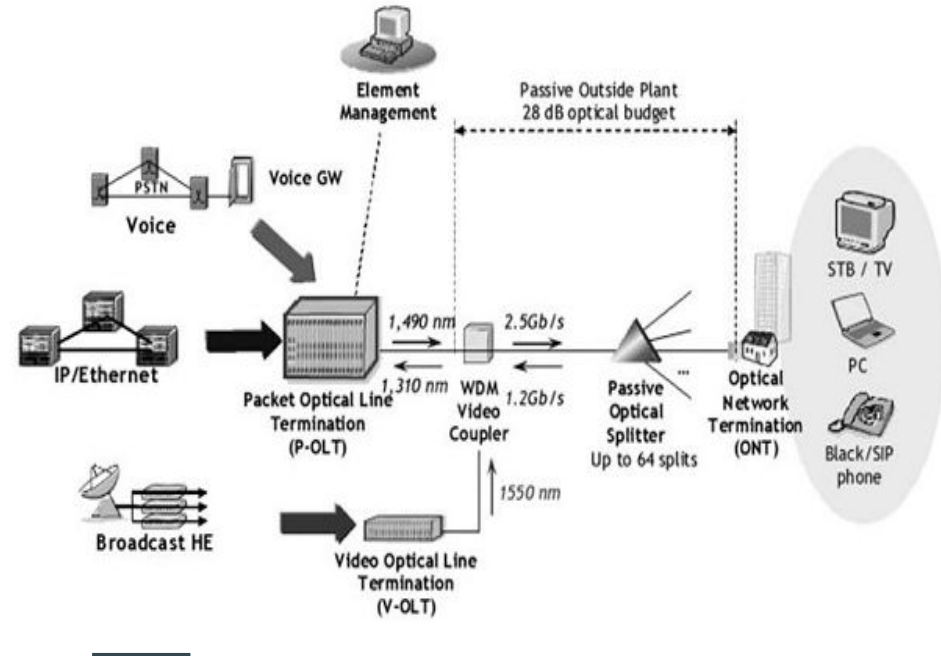 Element
Management
Passive Outside Plant
28 dB optical budget
PSTN
Voice GW
Voice
STB / TV
1,490 nm
2.5Gb/s
IP/Ethernet
1,310 nm
1.2Gb/s
PC
Packet Optical Line
Termination
(P-OLT)
WDM
Video
Coupler
Passive
Optical
Splitter
Up to 64 splits
...
Optical
Network
Termination
(ONT)
Black/SIP
phone
1550 nm
Broadcast HE
Video Optical Line
Termination
(V-OLT)